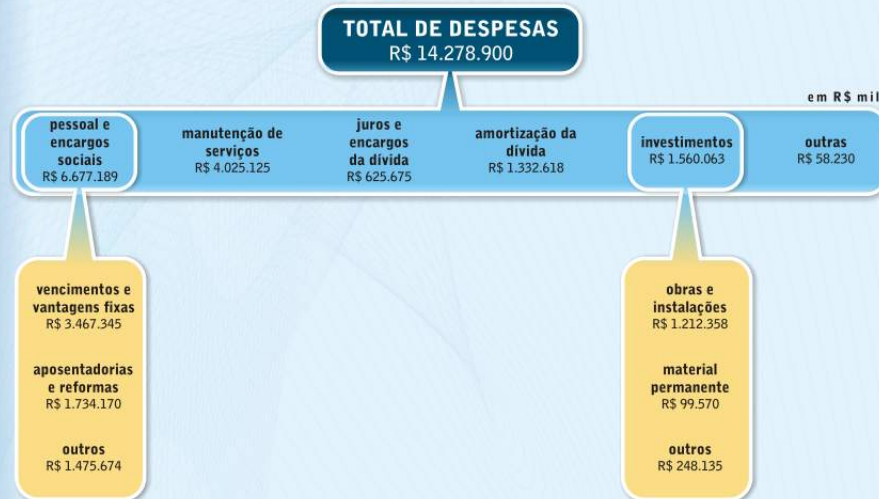 TOTAL DE DESPESAS
R$ 14.278.900
em R$ mil
pessoal e
encargos
sociais
R$ 6.677.189
manutenção de
serviços
R$ 4.025.125
juros e
encargos
da dívida
R$ 625.675
amortização da
dívida
R$ 1.332.618
investimentos
R$ 1.560.063
outras
R$ 58.230
vencimentos e
vantagens fixas
R$ 3.467.345
aposentadorias
e reformas
R$ 1.734.170
outros
R$ 1.475.674
obras e
instalações
R$ 1.212.358
material
permanente
R$ 99.570
outros
R$ 248.135